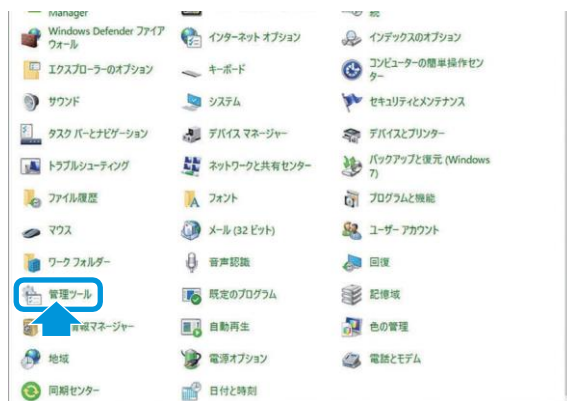 Manager
続
Windows Defender ファイア
ウォール
インターネット オプション
インデックスのオプション
エクスプローラーのオプション
キーボード
コンピューターの簡単操作セン
ター
サウンド
システム
セキュリティとメンテナンス
タスク バーとナビゲーション
デバイス マネージャー
デバイスとプリンター
トラブルシューティング
ネットワークと共有センター
バックアップと復元 (Windows
7)
ファイル履歴
フォント
プログラムと機能
マウス
メール (32 ビット)
ユーザー アカウント
ワーク フォルダー
音声認識
回復
管理ツール
既定のプログラム
記憶域
情報マネージャー
自動再生
色の管理
地域
電源オプション
電話とモデム
同期センター
日付と時刻